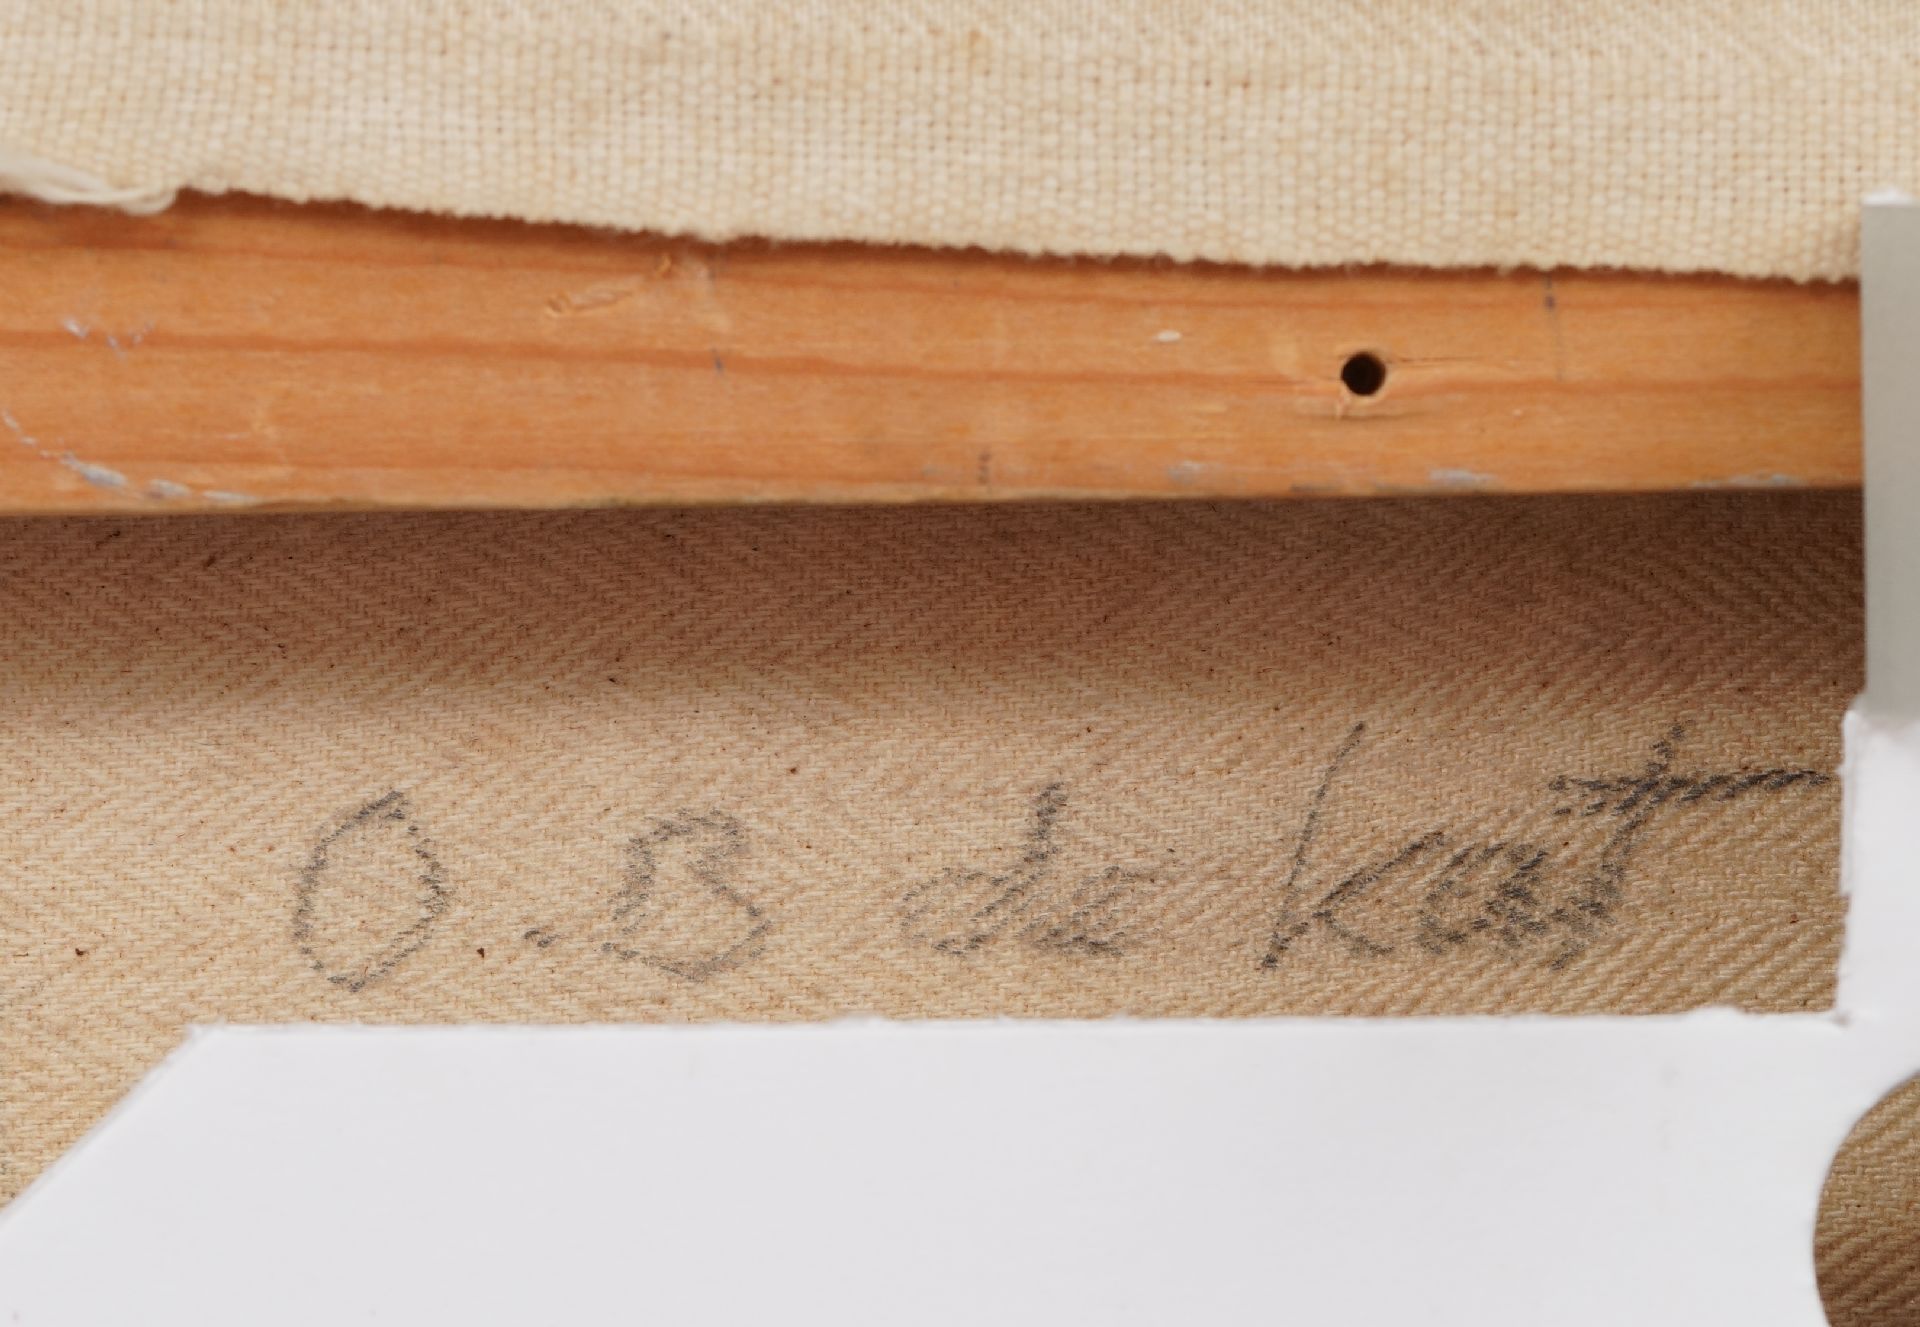 O.B de Kat